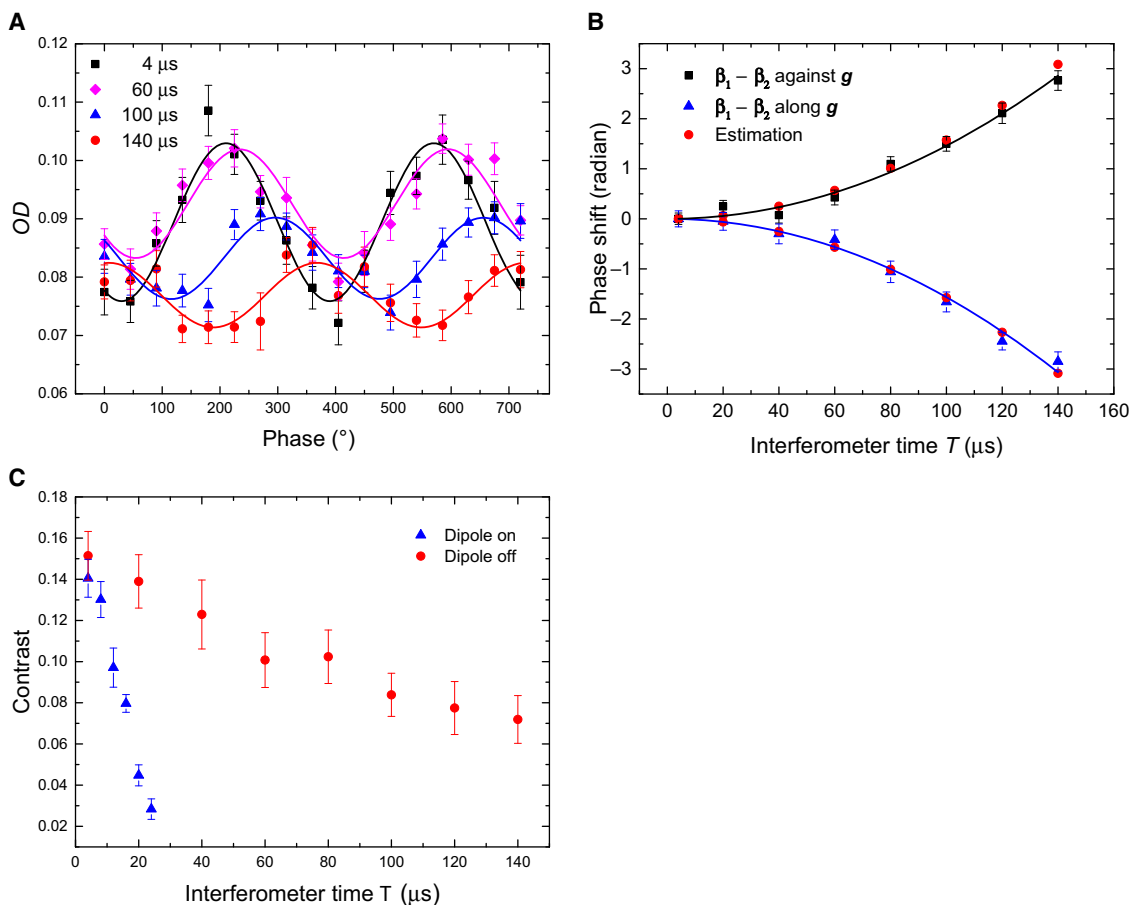 A
0.12
0.11
0.10
0.09
0.08
0.07
0.06
OD
4 μs
60 μs
100 μs
140 μs
0 100 200 300 400 500 600 700
Phase (°)
B
3
2
1
0
–1
–2
–3
Phase shift (radian)
β₁ – β₂ against g
β₁ – β₂ along g
Estimation
0 20 40 60 80 100 120 140 160
Interferometer time T (μs)
C
0.18
0.16
0.14
0.12
0.10
0.08
0.06
0.04
0.02
Contrast
Dipole on
Dipole off
0 20 40 60 80 100 120 140
Interferometer time T (μs)